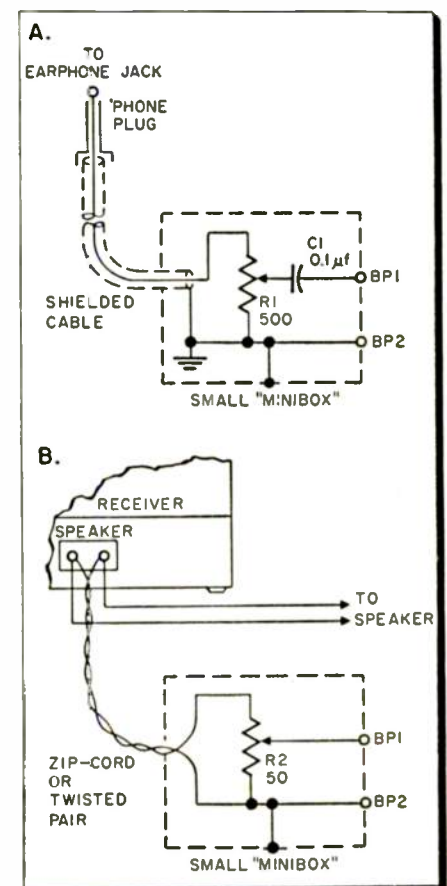 A.
TO
EARPHONE JACK
'PHONE
PLUG
SHIELDED
CABLE
C1
0.1µf
BP1
R1
500
BP2
SMALL "MINIBOX"
B.
RECEIVER
SPEAKER
TO
SPEAKER
ZIP-CORD
OR
TWISTED
PAIR
BP1
R2
50
BP2
SMALL "MINIBOX"